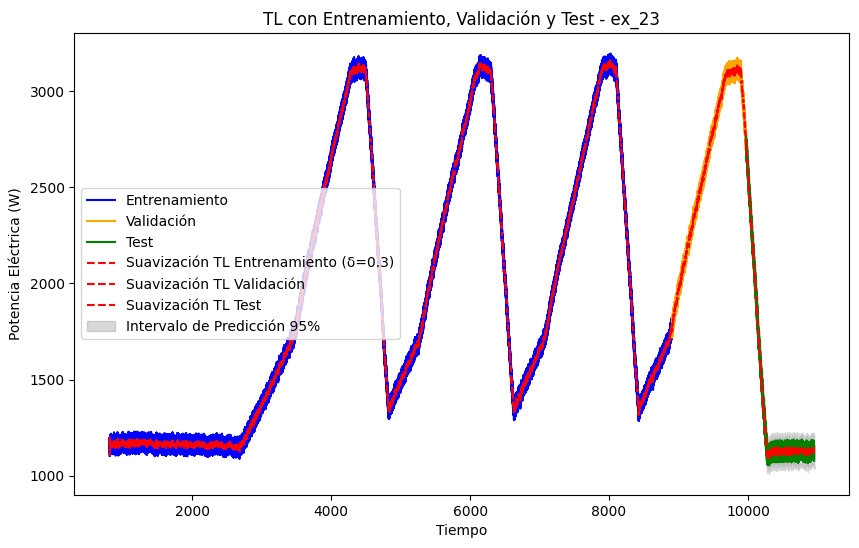 TL con Entrenamiento, Validación y Test - ex_23
Potencia Eléctrica (W)
3000
2500
2000
1500
1000
Entrenamiento
Validación
Test
Suavización TL Entrenamiento (δ=0.3)
Suavización TL Validación
Suavización TL Test
Intervalo de Predicción 95%
2000
4000
6000
8000
10000
Tiempo